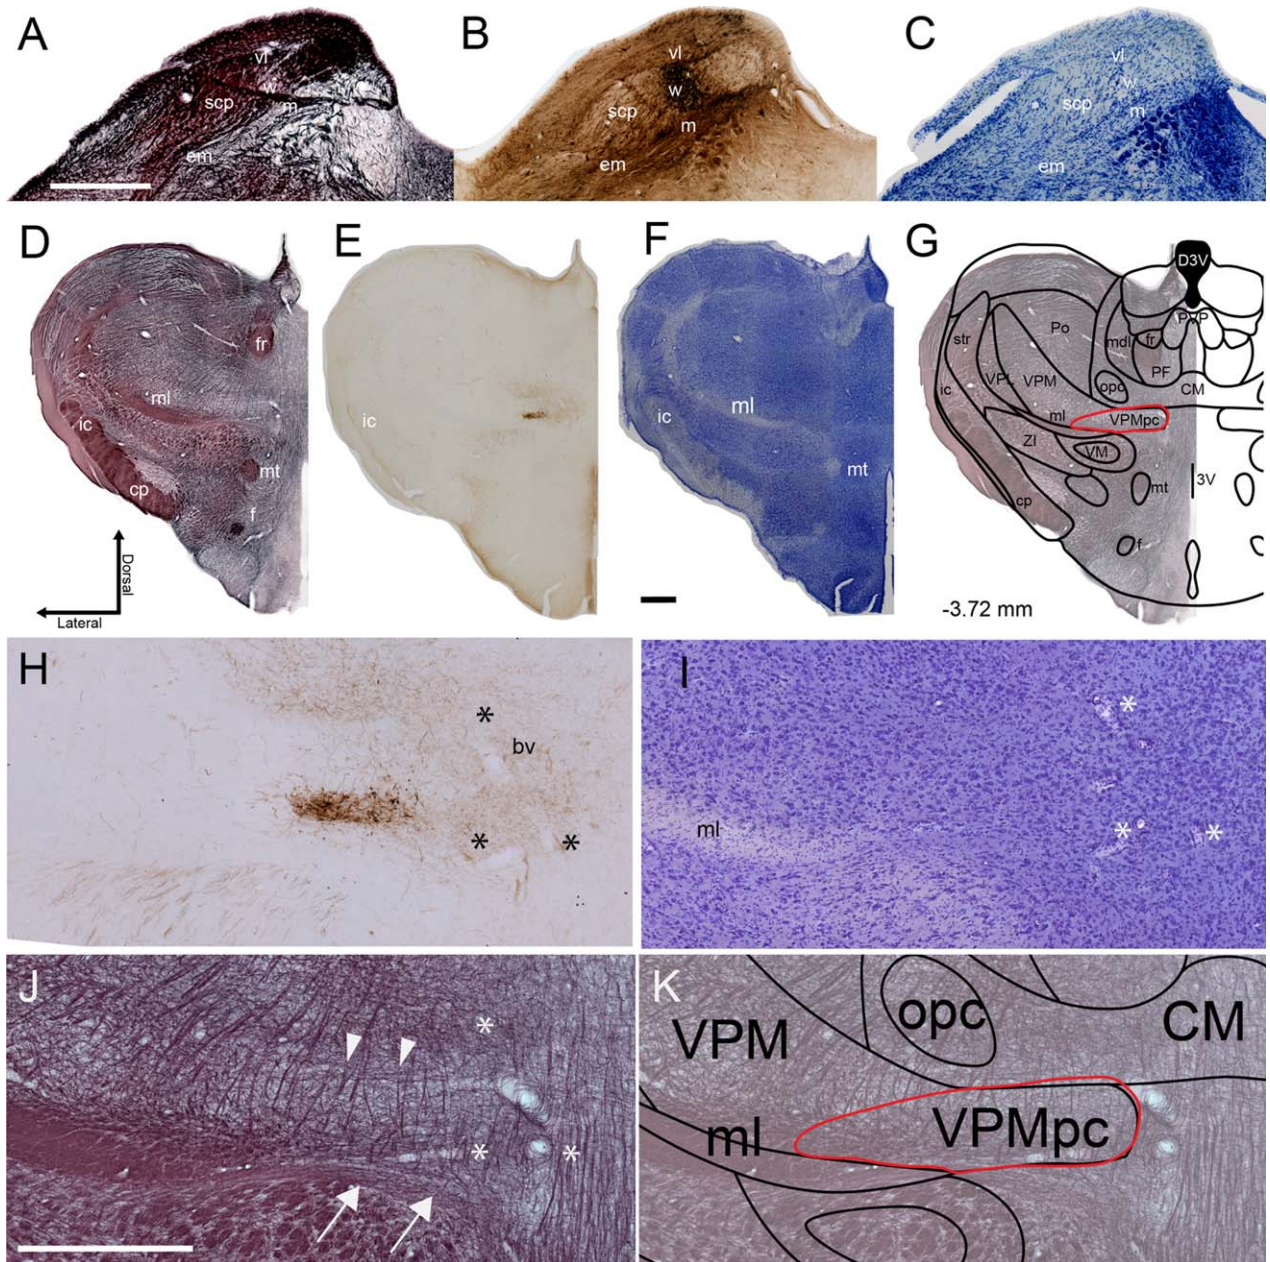 A
vl
w
scp
m
em
B
vl
w
scp
m
em
C
vl
w
scp
m
em
D
fr
ml
ic
mt
cp
f
Dorsal
Lateral
E
ic
F
ml
ic
mt
G
D3V
PVP
Po
str
mdl
fr
PF
VPL
VPM
opc
CM
ic
ml
VPMpc
ZI
VM
mt
3V
cp
f
-3.72 mm
H
*
bv
* *
I
*
ml
* *
J
*
* *
K
opc
CM
VPM
VPMpc
ml